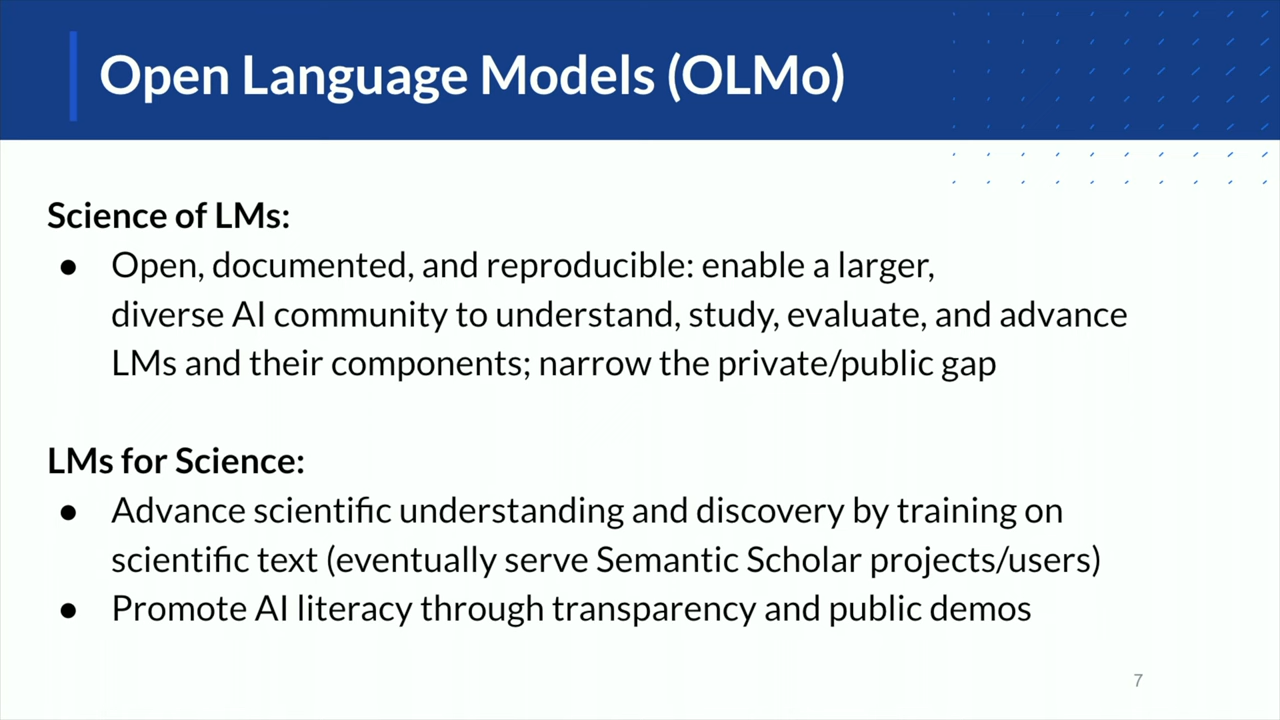 Open Language Models (OLMo)
Science of LMs:
● Open, documented, and reproducible: enable a larger,
diverse AI community to understand, study, evaluate, and advance
LMs and their components; narrow the private/public gap
LMs for Science:
● Advance scientific understanding and discovery by training on
scientific text (eventually serve Semantic Scholar projects/users)
● Promote AI literacy through transparency and public demos
7